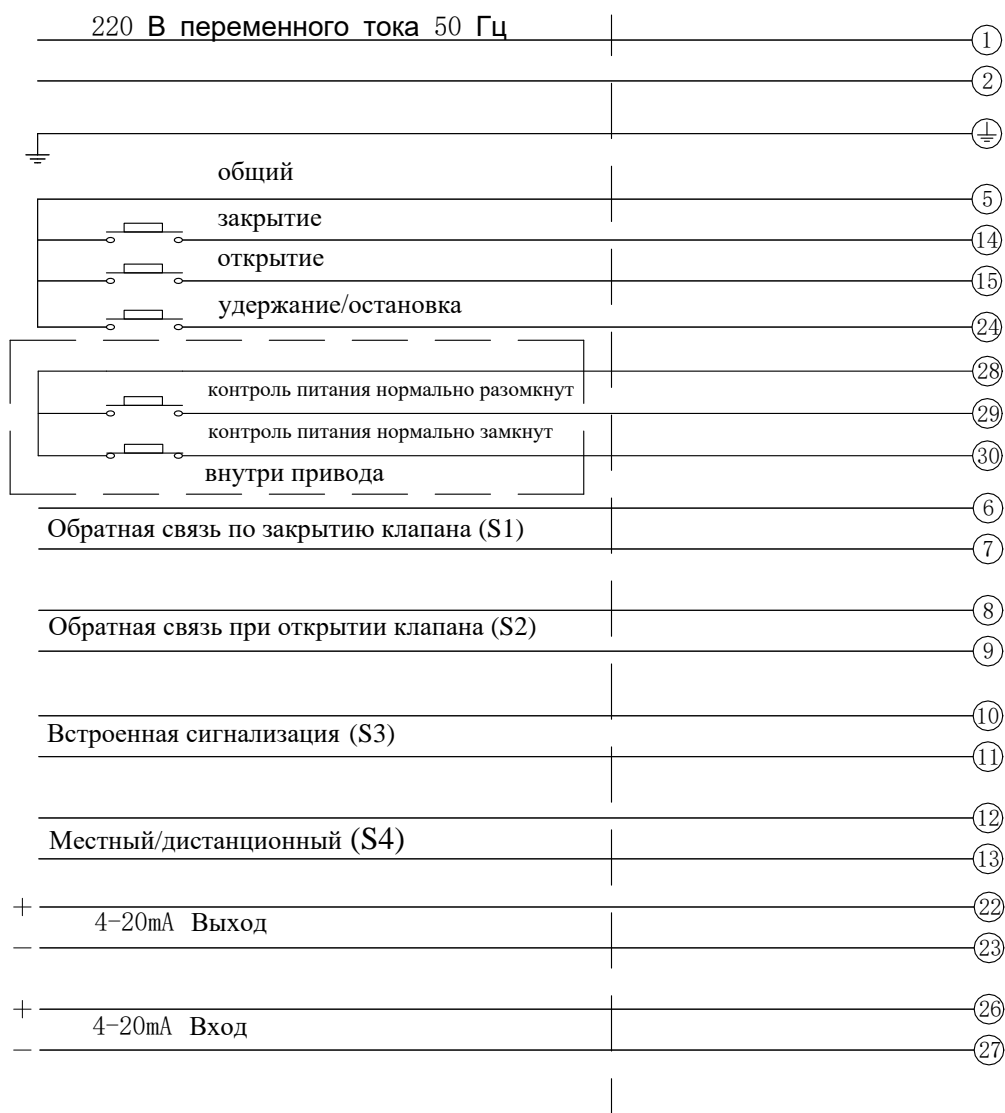 220 В переменного тока 50 Гц
1
2
общий
5
закрытие
14
открытие
15
удержание/остановка
24
28
контроль питания нормально разомкнут
29
контроль питания нормально замкнут
30
внутри привода
6
Обратная связь по закрытию клапана (S1)
7
8
Обратная связь при открытии клапана (S2)
9
10
Встроенная сигнализация (S3)
11
12
Местный/дистанционный (S4)
13
+ 22
4-20mA Выход
- 23
+ 26
4-20mA Вход
- 27